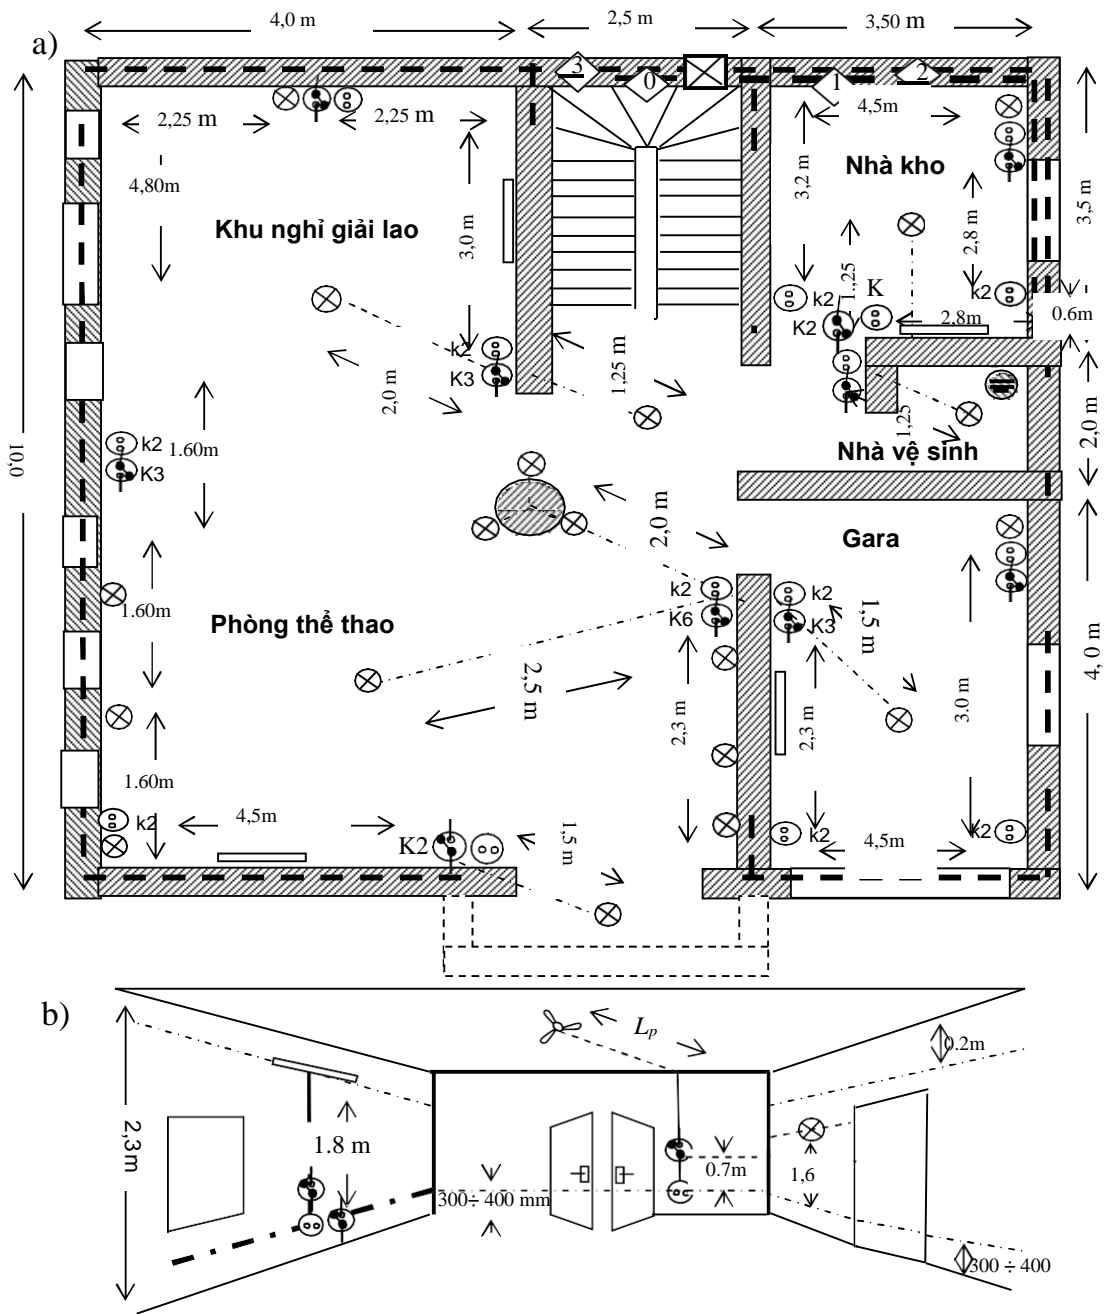 4,0 m
2,5 m
3,50 m
a)
3
0
1
2
4,5m
2,25 m
2,25 m
4,80m
3,0 m
3,2 m
Nhà kho
3,5 m
Khu nghỉ giải lao
2,8 m
1.,25
k2
K
k2
K2
2,8m
0.6m
k2
K3
2,0 m
1,25 m
1,25
2,0 m
10,0
k2
K3
1.60m
Nhà vệ sinh
2,0 m
Gara
1.60m
k2
K6
k2
K3
1,5 m
Phòng thể thao
2,5 m
2,3 m
2,3 m
3.0 m
4,0 m
1.60m
k2
4,5m
K2
1,5 m
k2
4,5m
k2
b)
Lp
0.2m
2,3m
1.8 m
0.7m
1,6
300÷ 400 mm
300 ÷ 400